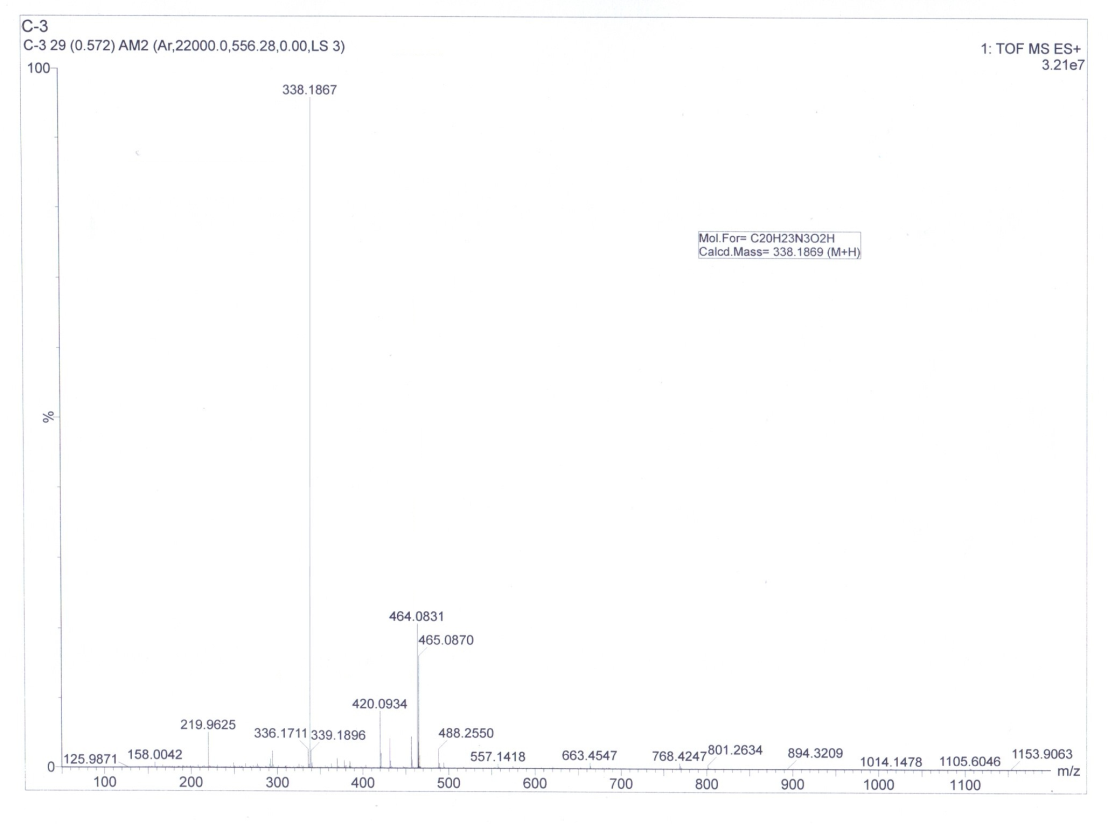 C-3
C-3 29 (0.572) AM2 (Ar,22000.0,556.28,0.00,LS 3)
1: TOF MS ES+
3.21e7
100
338.1867
Mol.For= C20H23N3O2H
Calcd.Mass= 338.1869 (M+H)
%
464.0831
465.0870
420.0934
219.9625
336.1711
339.1896
488.2550
125.9871
158.0042
557.1418
663.4547
768.4247
801.2634
894.3209
1014.1478
1105.6046
1153.9063
0
m/z
100 200 300 400 500 600 700 800 900 1000 1100